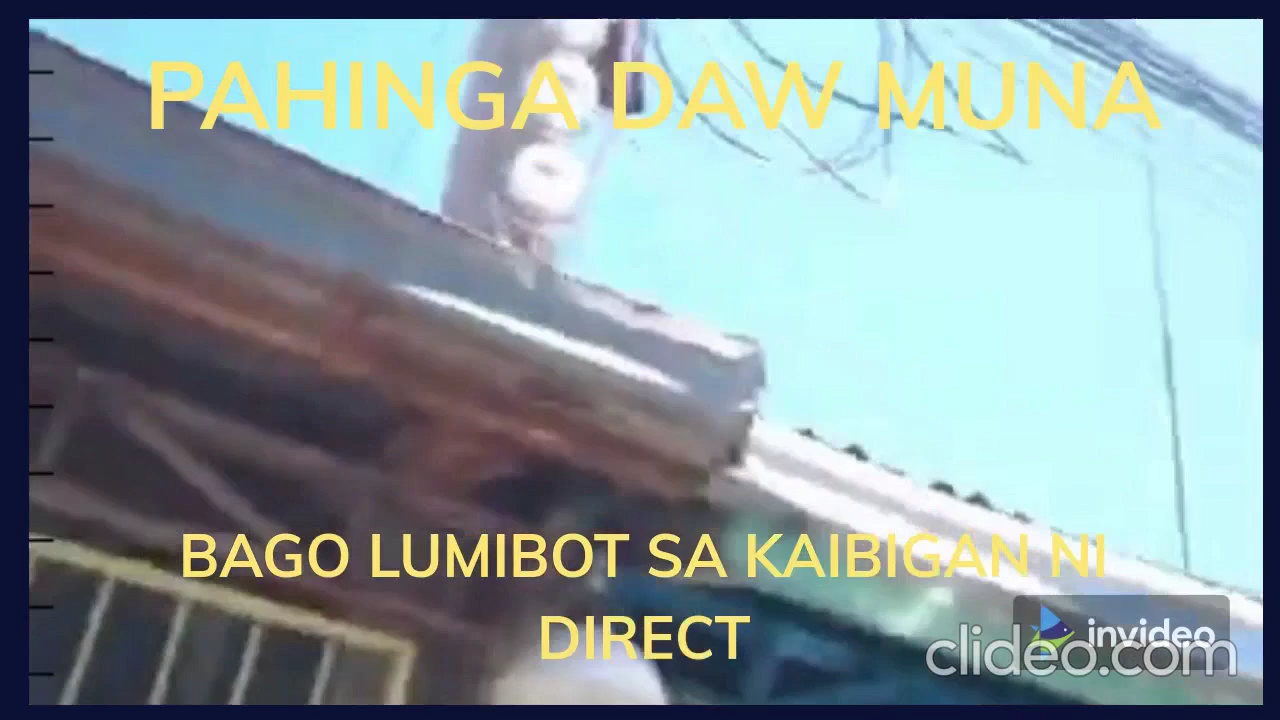 PAHINGA DAW MUNA
BAGO LUMIBOT SA KAIBIGAN NI
DIRECT
invideo
clideo.com